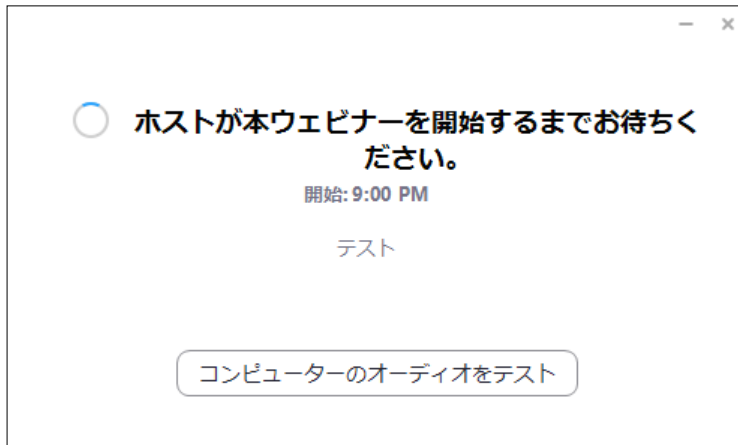 ホストが本ウェビナーを開始するまでお待ちく
ださい。
開始: 9:00 PM
テスト
コンピューターのオーディオをテスト